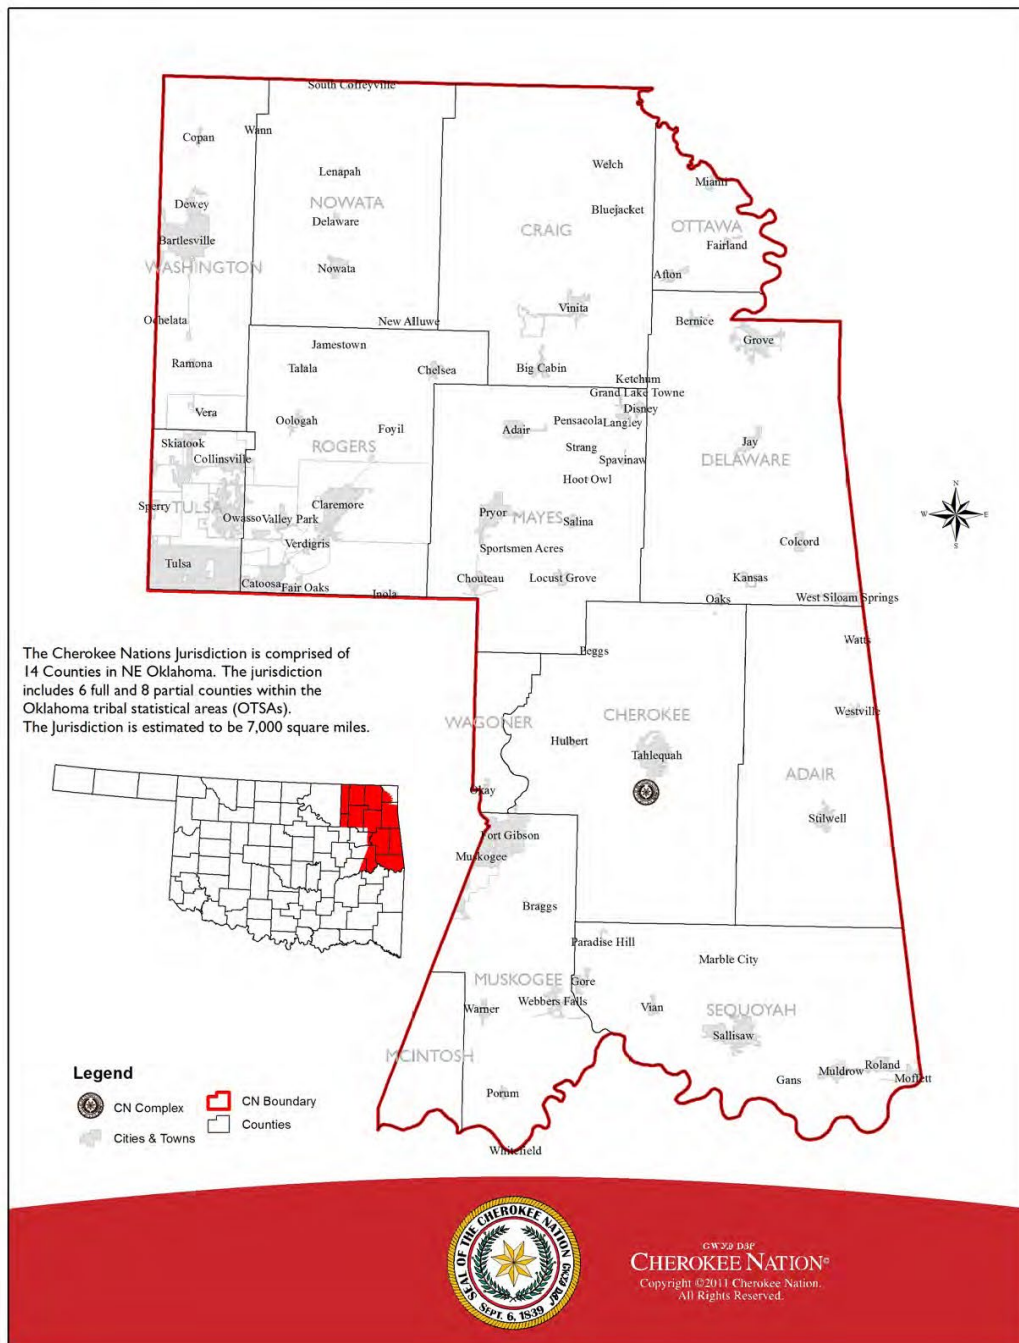 South Coffeyville
Wann
Copan
Welch
Lenapah
Miami
NOWATA
Dewey
Bluejacket
Delaware
OTTAWA
CRAIG
Bartlesville
Fairland
WASHINGTON
Nowata
Afton
Vinita
Ochelata
New Alluwe
Bernice
Jamestown
Grove
Ramona
Talala
Chelsea
Big Cabin
Ketchum
Grand Lake Towne
Vera
Disney
Oologah
Pensacola
Langley
Foyil
Adair
Skiatook
ROGERS
Strang
Jay
Collinsville
Spavinaw
DELAWARE
Hoot Owl
Sperry
TULSA
Claremore
Owasso
Valley Park
Pryor
MAYES
Salina
N
W
E
S
Verdigris
Sportsmen Acres
Colcord
Tulsa
Catoosa
Fair Oaks
Inola
Chouteau
Locust Grove
Kansas
Oaks
West Siloam Springs
Watts
Peggs
The Cherokee Nations Jurisdiction is comprised of
14 Counties in NE Oklahoma. The jurisdiction
includes 6 full and 8 partial counties within the
Oklahoma tribal statistical areas (OTSAs).
The Jurisdiction is estimated to be 7,000 square miles.
WAGONER
CHEROKEE
Westville
Hulbert
Tahlequah
ADAIR
Okay
Stilwell
Fort Gibson
Muskogee
Braggs
Paradise Hill
Marble City
MUSKOGEE
Gore
Webbers Falls
Warner
Vian
SEQUOYAH
Sallisaw
MCINTOSH
Roland
Muldrow
Moffett
Gans
Porum
Whitefield
Legend
CN Complex
CN Boundary
Cities & Towns
Counties
SEAL OF THE CHEROKEE NATION
SEPT. 6, 1839
ᏣᎳᎩ ᎠᏰᎵ
CHEROKEE NATION©
Copyright ©2011 Cherokee Nation.
All Rights Reserved.